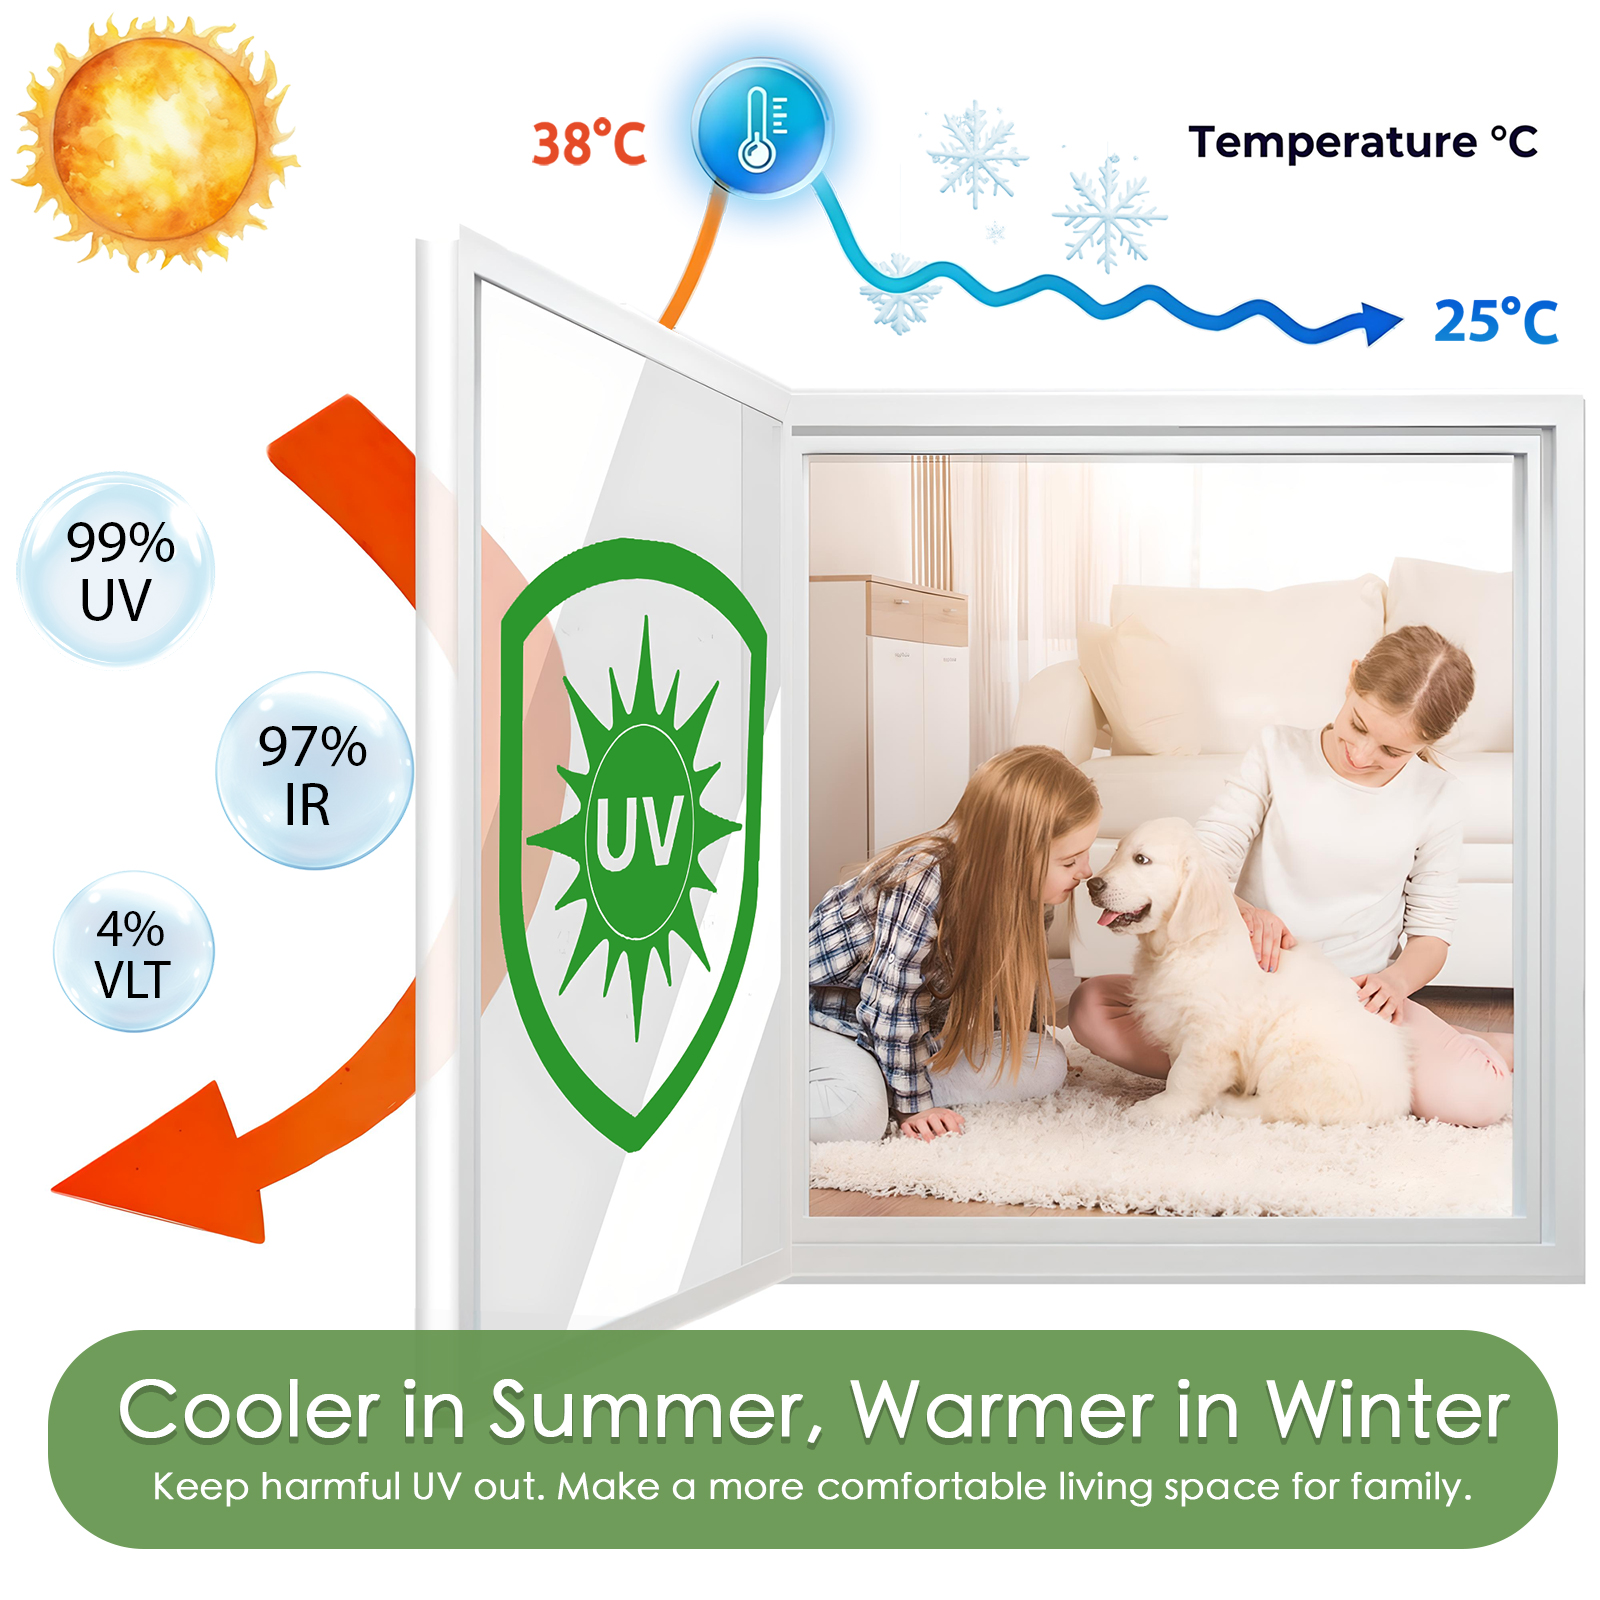 38°C
Temperature °C
25°C
99%
UV
97%
IR
4%
VLT
UV
Cooler in Summer, Warmer in Winter
Keep harmful UV out. Make a more comfortable living space for family.